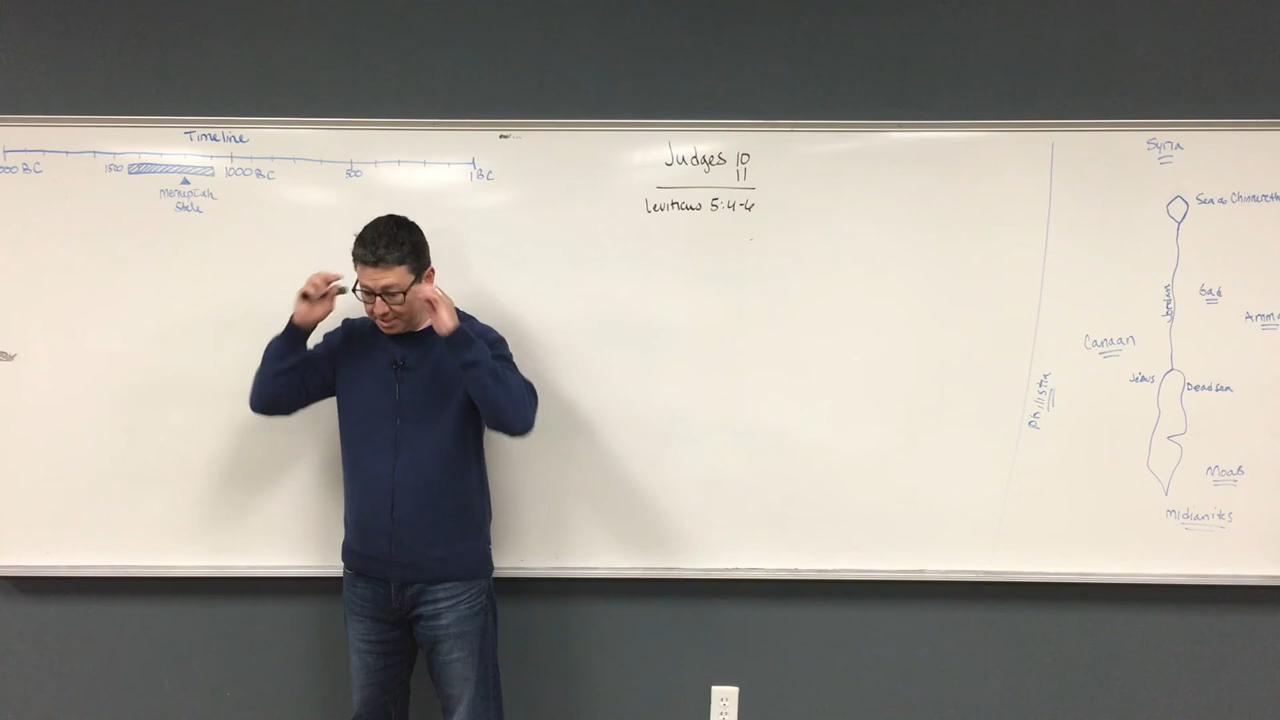 Timeline
000 BC
1500
1000 BC
500
1 BC
Merneptah
Stele
Judges 10
11
Leviticus 5:4-6
Syria
Sea of Chinnereth
Jordan
Gad
Ammo
Canaan
Jebus
Dead Sea
Philistia
Moab
Midianites